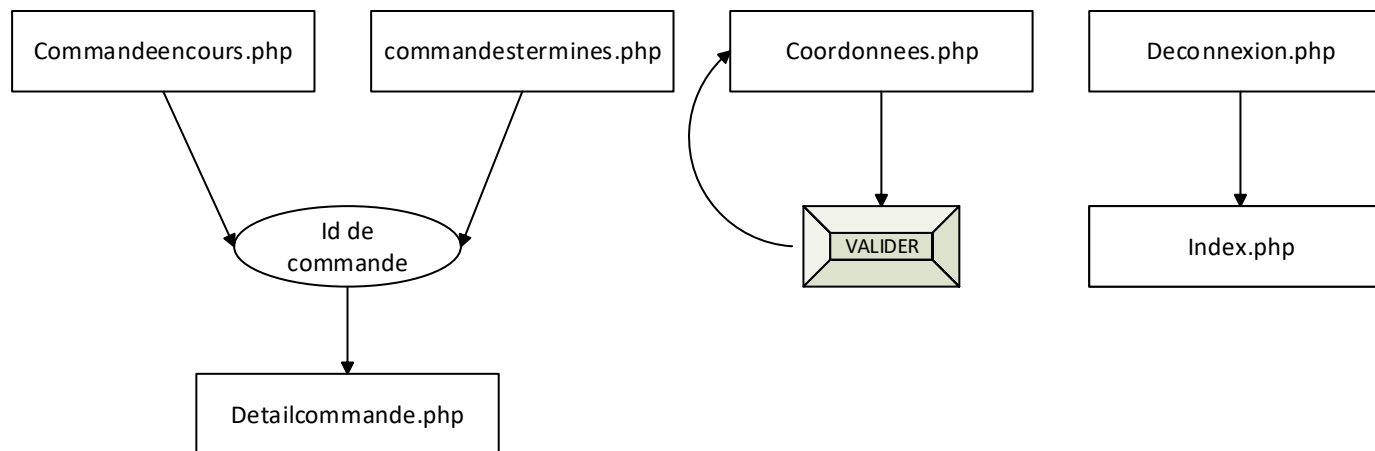 Commandeencours.php
commandestermines.php
Coordonnees.php
Deconnexion.php
Id de
commande
VALIDER
Index.php
Detailcommande.php